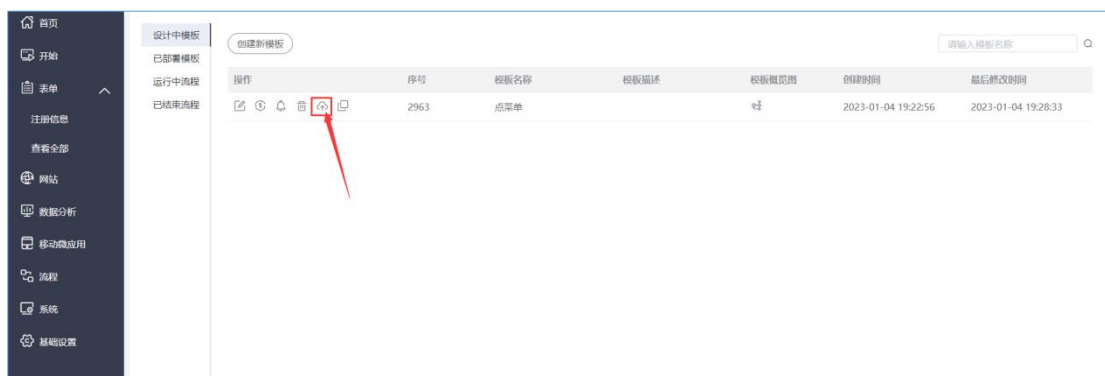 首页
开始
表单
注册信息
查看全部
网站
数据分析
移动微应用
流程
系统
基础设置
设计中模板
已部署模板
运行中流程
已结束流程
创建新模板
请输入模板名称
操作 序号 模板名称 模板描述 模板概览图 创建时间 最后修改时间
2963 点菜单 2023-01-04 19:22:56 2023-01-04 19:28:33